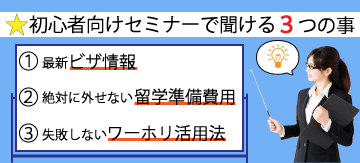 ★初心者向けセミナーで聞ける3つの事
①最新ビザ情報
②絶対に外せない留学準備費用
③失敗しないワーホリ活用法